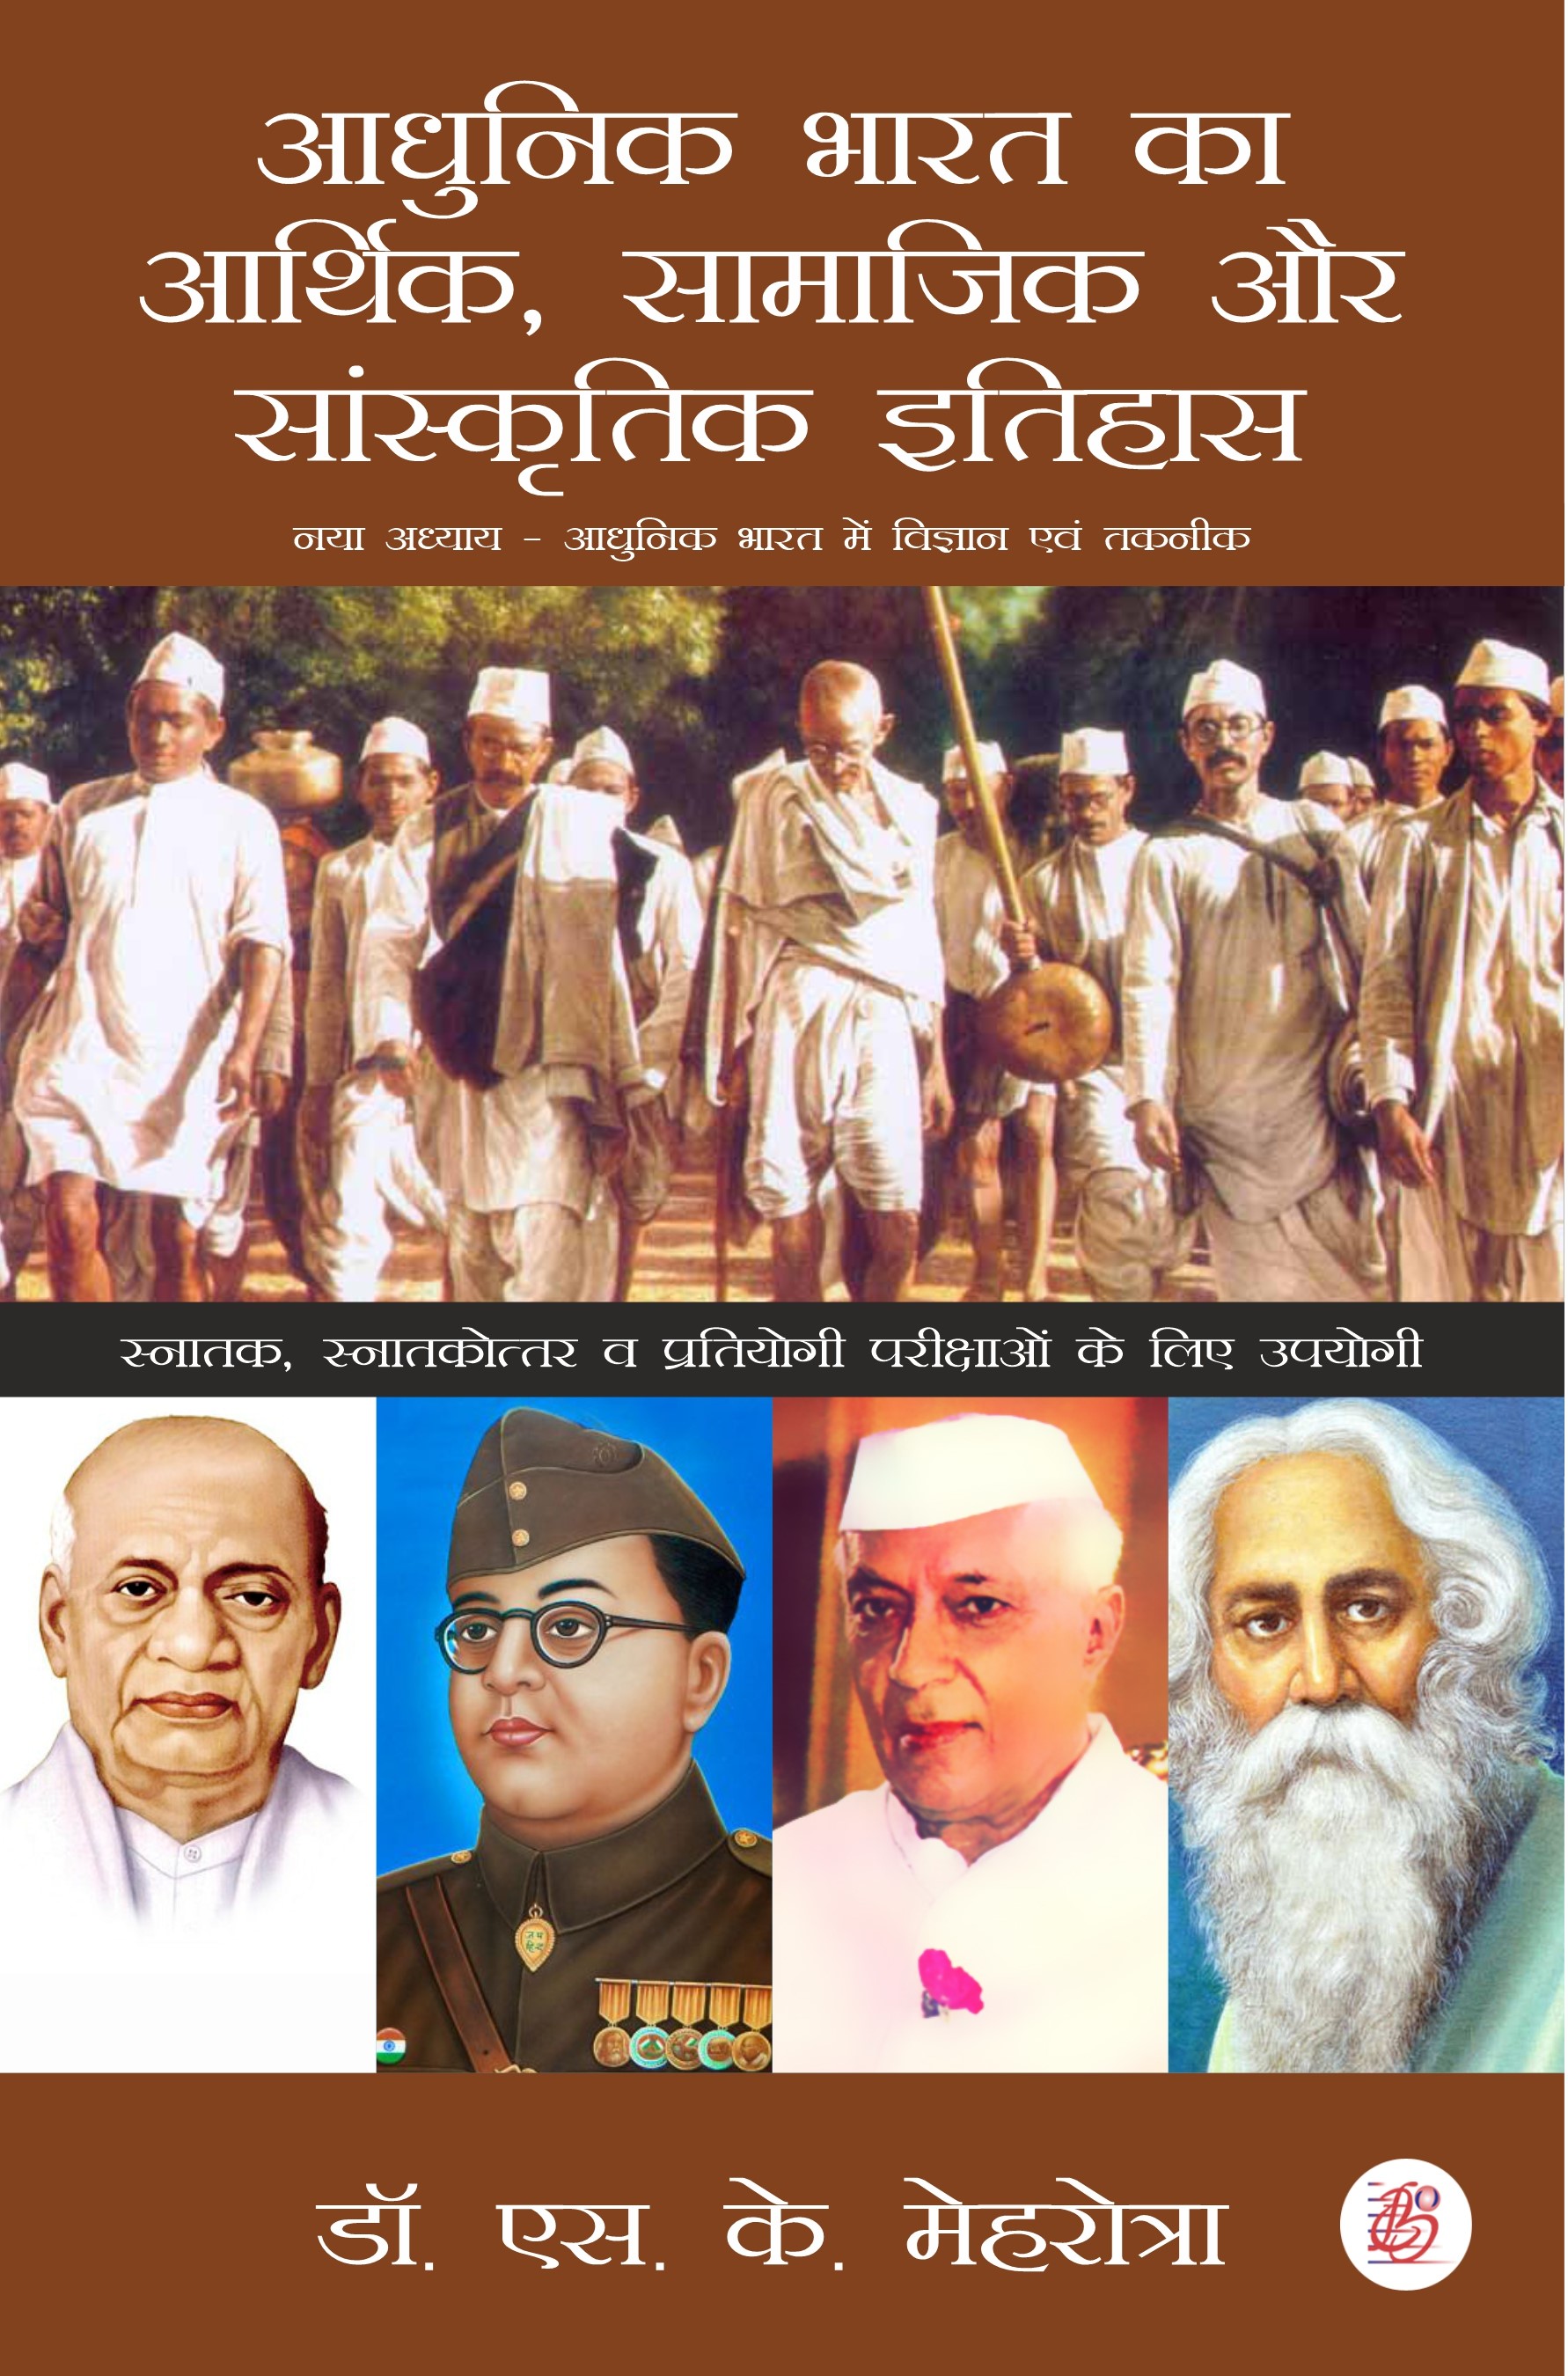 आधुनिक भारत का
आर्थिक, सामाजिक और
सांस्कृतिक इतिहास
नया अध्याय - आधुनिक भारत में विज्ञान एवं तकनीक
स्नातक, स्नातकोत्तर व प्रतियोगी परीक्षाओं के लिए उपयोगी
जय
हिन्द
डॉ. एस. के. मेहरोत्रा